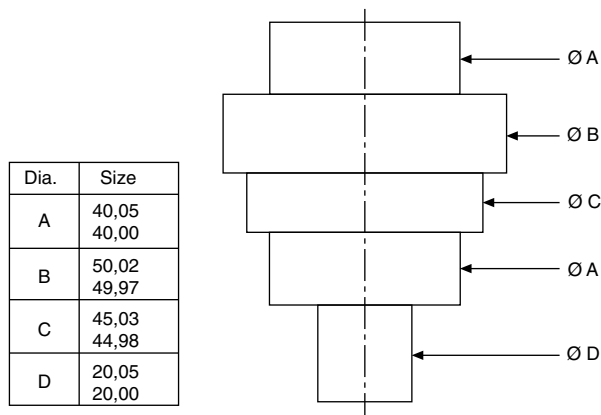 Ø A
Ø B
Ø C
Ø A
Ø D
Dia. Size
A 40,05
40,00
B 50,02
49,97
C 45,03
44,98
D 20,05
20,00